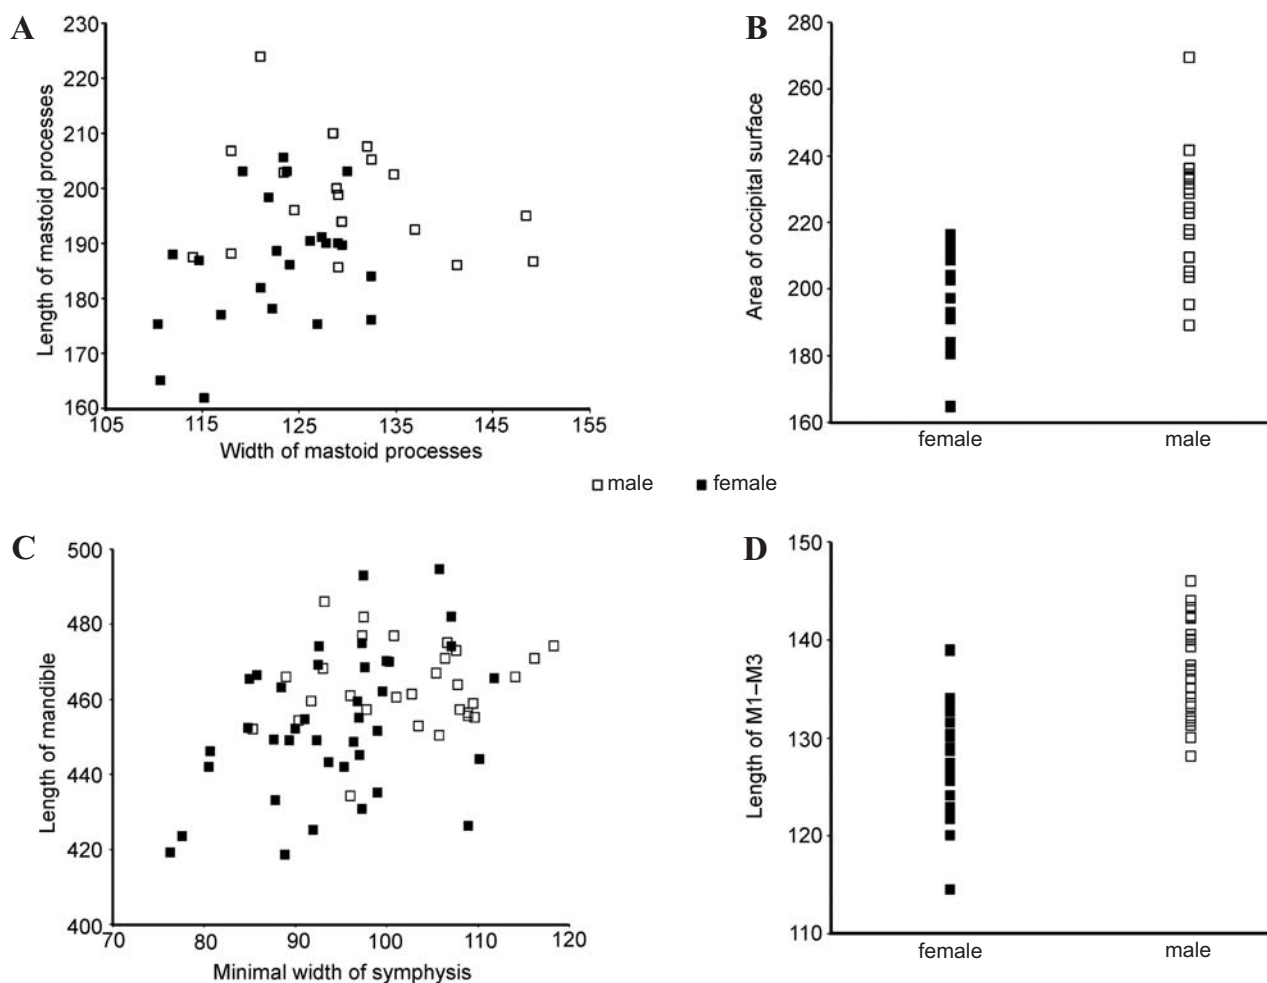 A
230
220
210
200
190
180
170
160
105
115
125
135
145
155
Length of mastoid processes
Width of mastoid processes
B
280
260
240
220
200
180
160
Area of occipital surface
female
male
male
female
C
500
480
460
440
420
400
70
80
90
100
110
120
Length of mandible
Minimal width of symphysis
D
150
140
130
120
110
Length of M1–M3
female
male